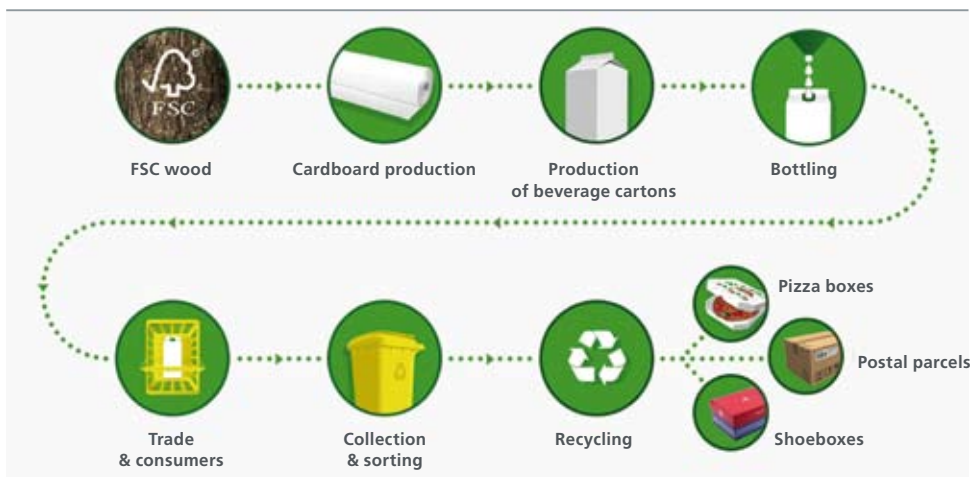 FSC
FSC wood
Cardboard production
Production
of beverage cartons
Bottling
Trade
& consumers
Collection
& sorting
Recycling
Pizza boxes
Postal parcels
Shoeboxes